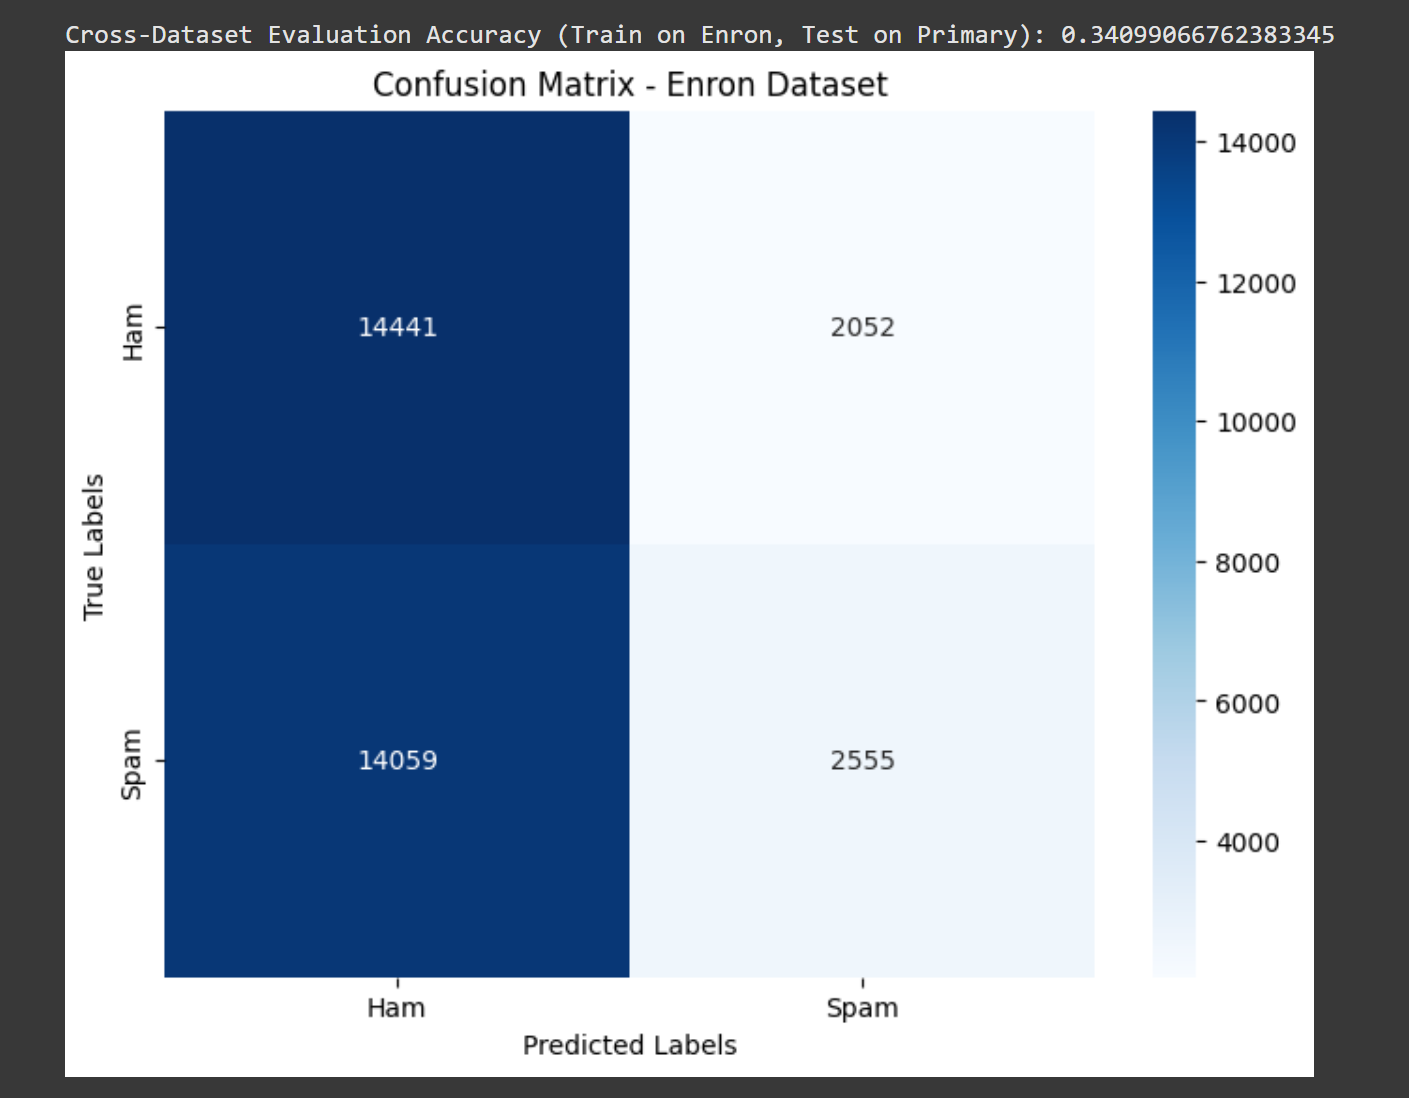 Cross-Dataset Evaluation Accuracy (Train on Enron, Test on Primary): 0.34099066762383345
Confusion Matrix - Enron Dataset
14000
12000
10000
8000
6000
4000
True Labels
Ham
14441
2052
Spam
14059
2555
Ham
Spam
Predicted Labels